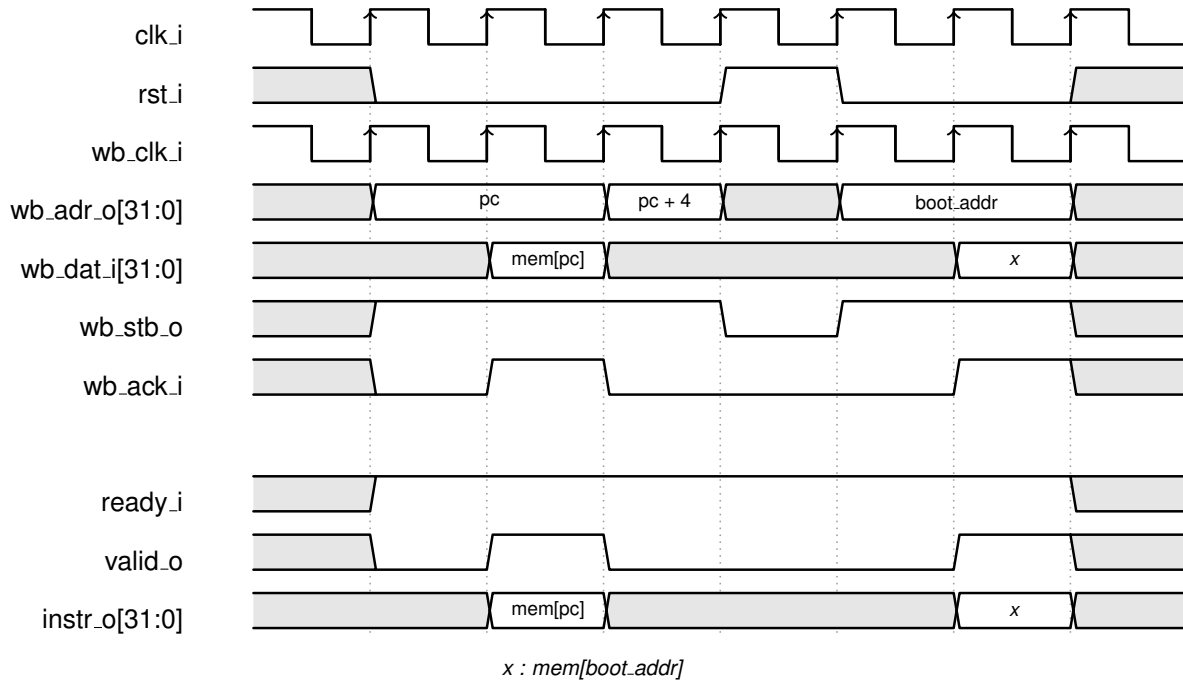 clk_i
rst_i
wb_clk_i
wb_adr_o[31:0] pc pc + 4 boot_addr
wb_dat_i[31:0] mem[pc] x
wb_stb_o
wb_ack_i
ready_i
valid_o
instr_o[31:0] mem[pc] x
x : mem[boot_addr]